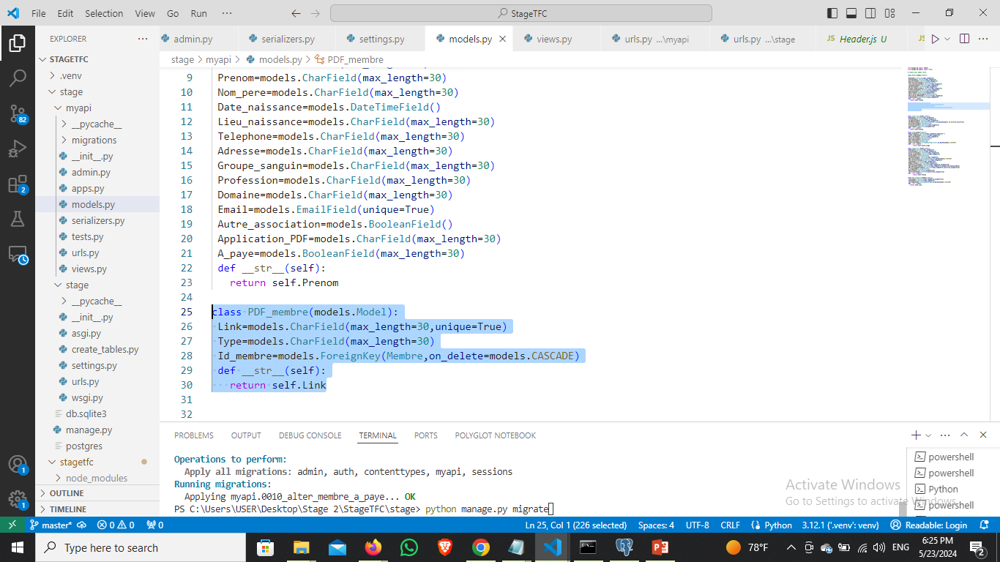 File Edit Selection View Go Run ··· StageTFC
EXPLORER ···
admin.py serializers.py settings.py models.py views.py urls.py ...\myapi urls.py ...\stage JS Header.js U
stage > myapi > models.py > PDF_membre
STAGETFC
.venv
stage
myapi
__pycache__
migrations
__init__.py
admin.py
apps.py
models.py
serializers.py
tests.py
urls.py
views.py
stage
__pycache__
__init__.py
asgi.py
create_tables.py
settings.py
urls.py
wsgi.py
db.sqlite3
manage.py
postgres
stagetfc
node_modules
OUTLINE
TIMELINE
82
2
1
1
9 Prenom=models.CharField(max_length=30)
10 Nom_pere=models.CharField(max_length=30)
11 Date_naissance=models.DateTimeField()
12 Lieu_naissance=models.CharField(max_length=30)
13 Telephone=models.CharField(max_length=30)
14 Adresse=models.CharField(max_length=30)
15 Groupe_sanguin=models.CharField(max_length=30)
16 Profession=models.CharField(max_length=30)
17 Domaine=models.CharField(max_length=30)
18 Email=models.EmailField(unique=True)
19 Autre_association=models.BooleanField()
20 Application_PDF=models.CharField(max_length=30)
21 A_paye=models.BooleanField(max_length=30)
22 def __str__(self):
23 return self.Prenom
24
25 class PDF_membre(models.Model):
26 Link=models.CharField(max_length=30,unique=True)
27 Type=models.CharField(max_length=30)
28 Id_membre=models.ForeignKey(Membre,on_delete=models.CASCADE)
29 def __str__(self):
30 return self.Link
31
32
PROBLEMS OUTPUT DEBUG CONSOLE TERMINAL PORTS POLYGLOT NOTEBOOK
Operations to perform:
Apply all migrations: admin, auth, contenttypes, myapi, sessions
Running migrations:
Applying myapi.0010_alter_membre_a_paye... OK
PS C:\Users\USER\Desktop\Stage 2\StageTFC\stage> python manage.py migrate
powershell
powershell
Python
powershell
Activate Windows
Go to Settings to activate Windows.
master* 0 0 0 Ln 25, Col 1 (226 selected) Spaces: 4 UTF-8 CRLF Python 3.12.1 ('.venv': venv) Readable: Login
Type here to search
78°F ENG 6:25 PM
5/23/2024 2